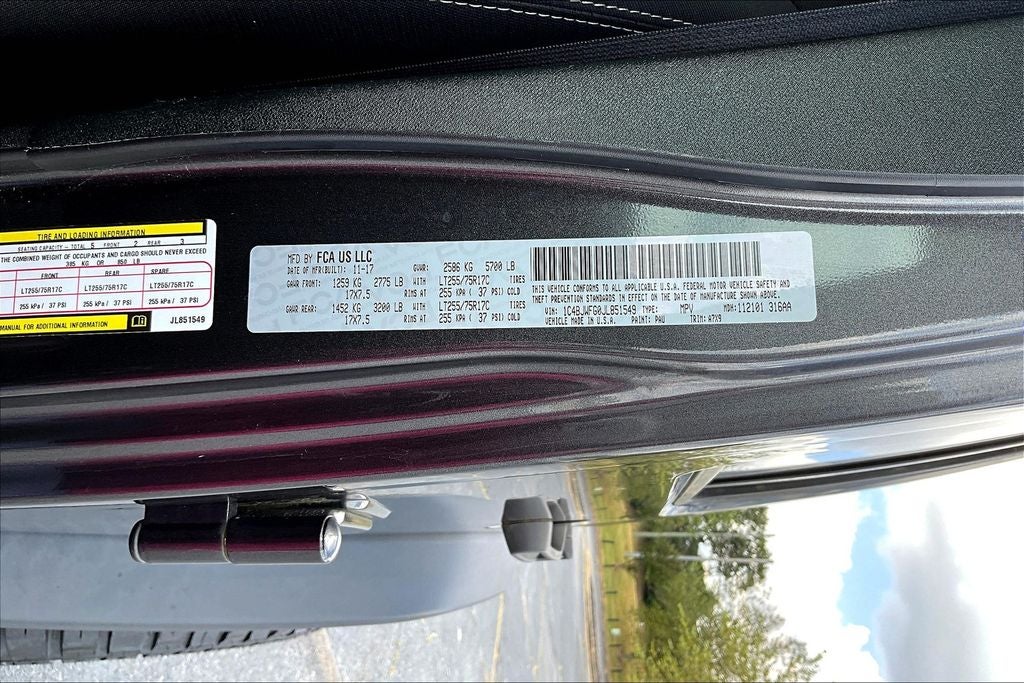 TIRE AND LOADING INFORMATION
SEATING CAPACITY - TOTAL 5 FRONT 2 REAR 3
THE COMBINED WEIGHT OF OCCUPANTS AND CARGO SHOULD NEVER EXCEED
385 KG OR 850 LB
FRONT REAR SPARE
LT255/75R17C LT255/75R17C LT255/75R17C
255 kPa / 37 PSI 255 kPa / 37 PSI 255 kPa / 37 PSI
MANUAL FOR ADDITIONAL INFORMATION JL851549
MFD BY FCA US LLC
DATE OF MFR(BUILT): 11-17 GVWR: 2586 KG 5700 LB
GAWR FRONT: 1259 KG 2775 LB LT255/75R17C TIRES
17X7.5 RIMS AT 255 KPA ( 37 PSI) COLD
GAWR REAR: 1452 KG 3200 LB LT255/75R17C TIRES
17X7.5 RIMS AT 255 KPA ( 37 PSI) COLD
THIS VEHICLE CONFORMS TO ALL APPLICABLE U.S.A. FEDERAL MOTOR VEHICLE SAFETY AND
THEFT PREVENTION STANDARDS IN EFFECT ON THE DATE OF MANUFACTURE SHOWN ABOVE.
VIN: 1C4BJWFG0JL851549 TYPE: MPV MDH: 112101 316AA
VEHICLE MADE IN U.S.A. PAINT: PAU TRIM: A7X9